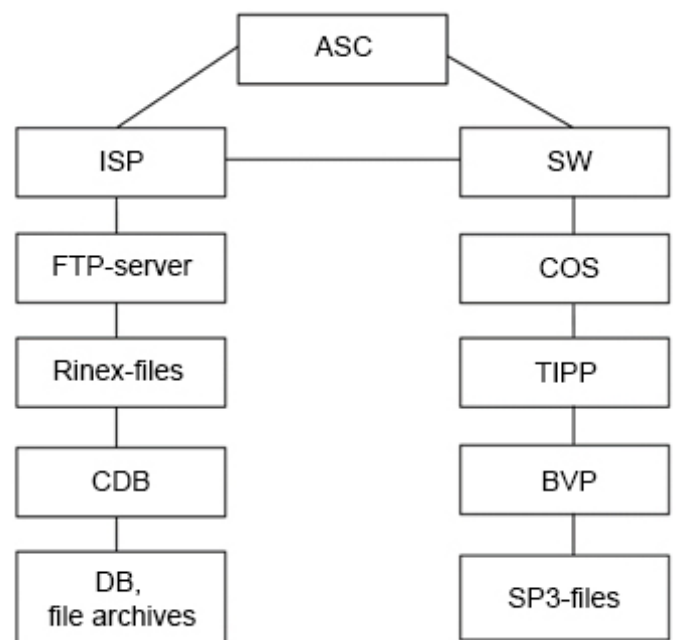 ASC
ISP
SW
FTP-server
COS
Rinex-files
TIPP
CDB
BVP
DB,
file archives
SP3-files